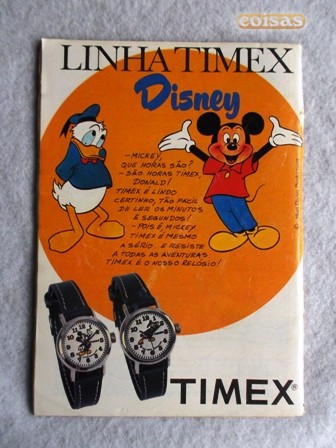 coisas
LINHA TIMEX
Disney
—MICKEY,
QUE HORAS SÃO?
—SÃO HORAS TIMEX,
DONALD!
TIMEX É LINDO
CERTINHO, TÃO FÁCIL
DE LER OS MINUTOS
E SEGUNDOS!
—POIS É, MICKEY
TIMEX É MESMO
A SÉRIO. E RESISTE
A TODAS AS AVENTURAS
TIMEX É O NOSSO RELÓGIO!
TIMEX®